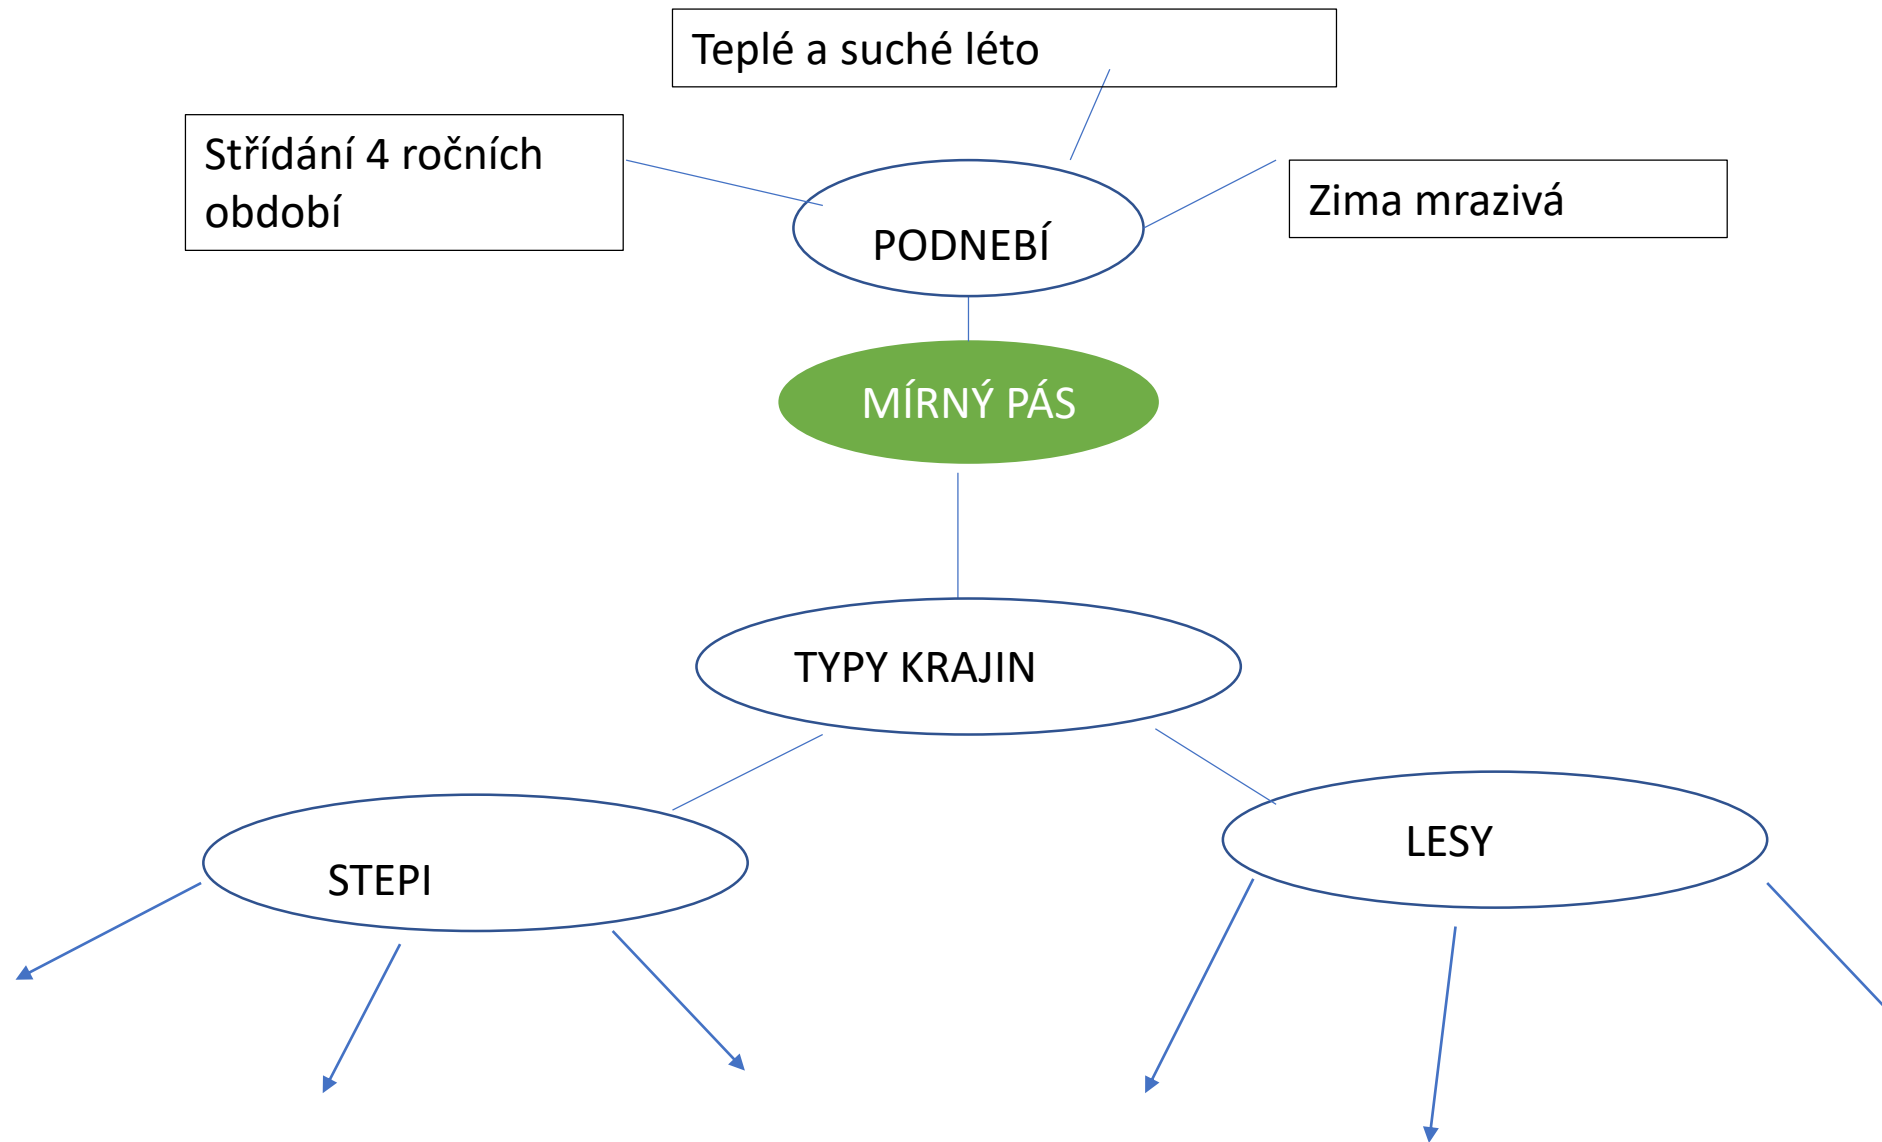 Teplé a suché léto
Střídání 4 ročních
období
Zima mrazivá
PODNEBÍ
MÍRNÝ PÁS
TYPY KRAJIN
STEPI
LESY